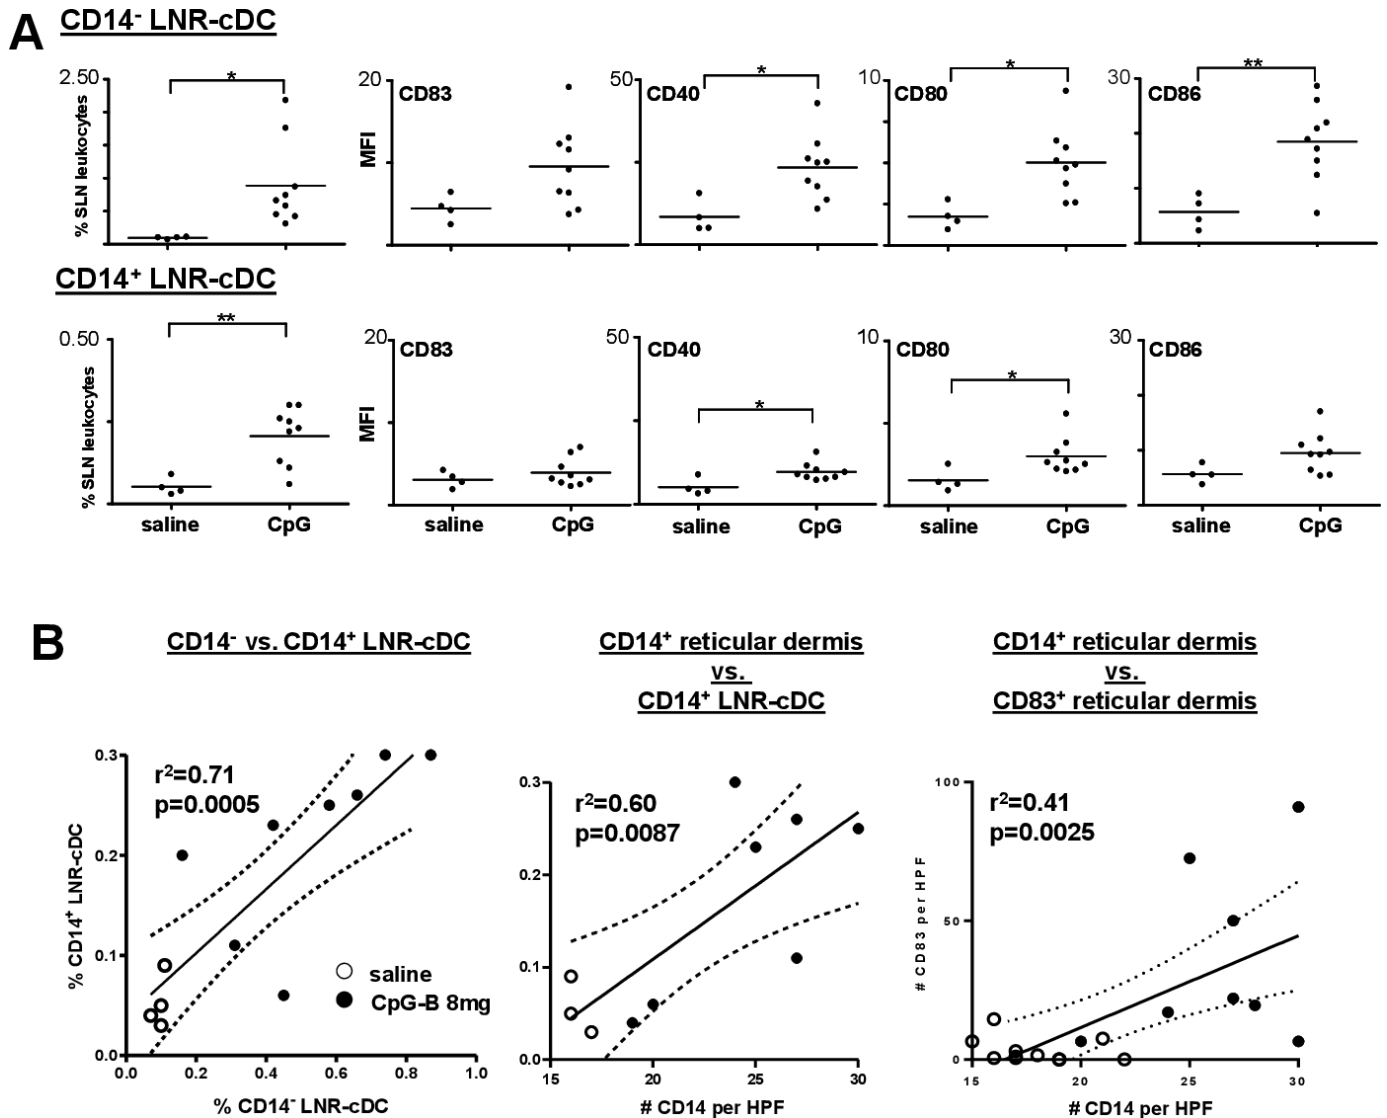 A
CD14- LNR-cDC
2.50
*
% SLN leukocytes
20
CD83
MFI
50
CD40
*
10
CD80
*
30
CD86
**
CD14+ LNR-cDC
0.50
**
% SLN leukocytes
saline CpG
20
CD83
MFI
saline CpG
50
CD40
*
saline CpG
10
CD80
*
saline CpG
30
CD86
saline CpG
B
CD14- vs. CD14+ LNR-cDC
r2=0.71
p=0.0005
% CD14+ LNR-cDC
0.3
0.2
0.1
0.0
saline
CpG-B 8mg
0.0 0.2 0.4 0.6 0.8 1.0
% CD14- LNR-cDC
CD14+ reticular dermis
vs.
CD14+ LNR-cDC
r2=0.60
p=0.0087
0.3
0.2
0.1
0.0
15 20 25 30
# CD14 per HPF
CD14+ reticular dermis
vs.
CD83+ reticular dermis
r2=0.41
p=0.0025
# CD83 per HPF
100
50
0
15 20 25 30
# CD14 per HPF